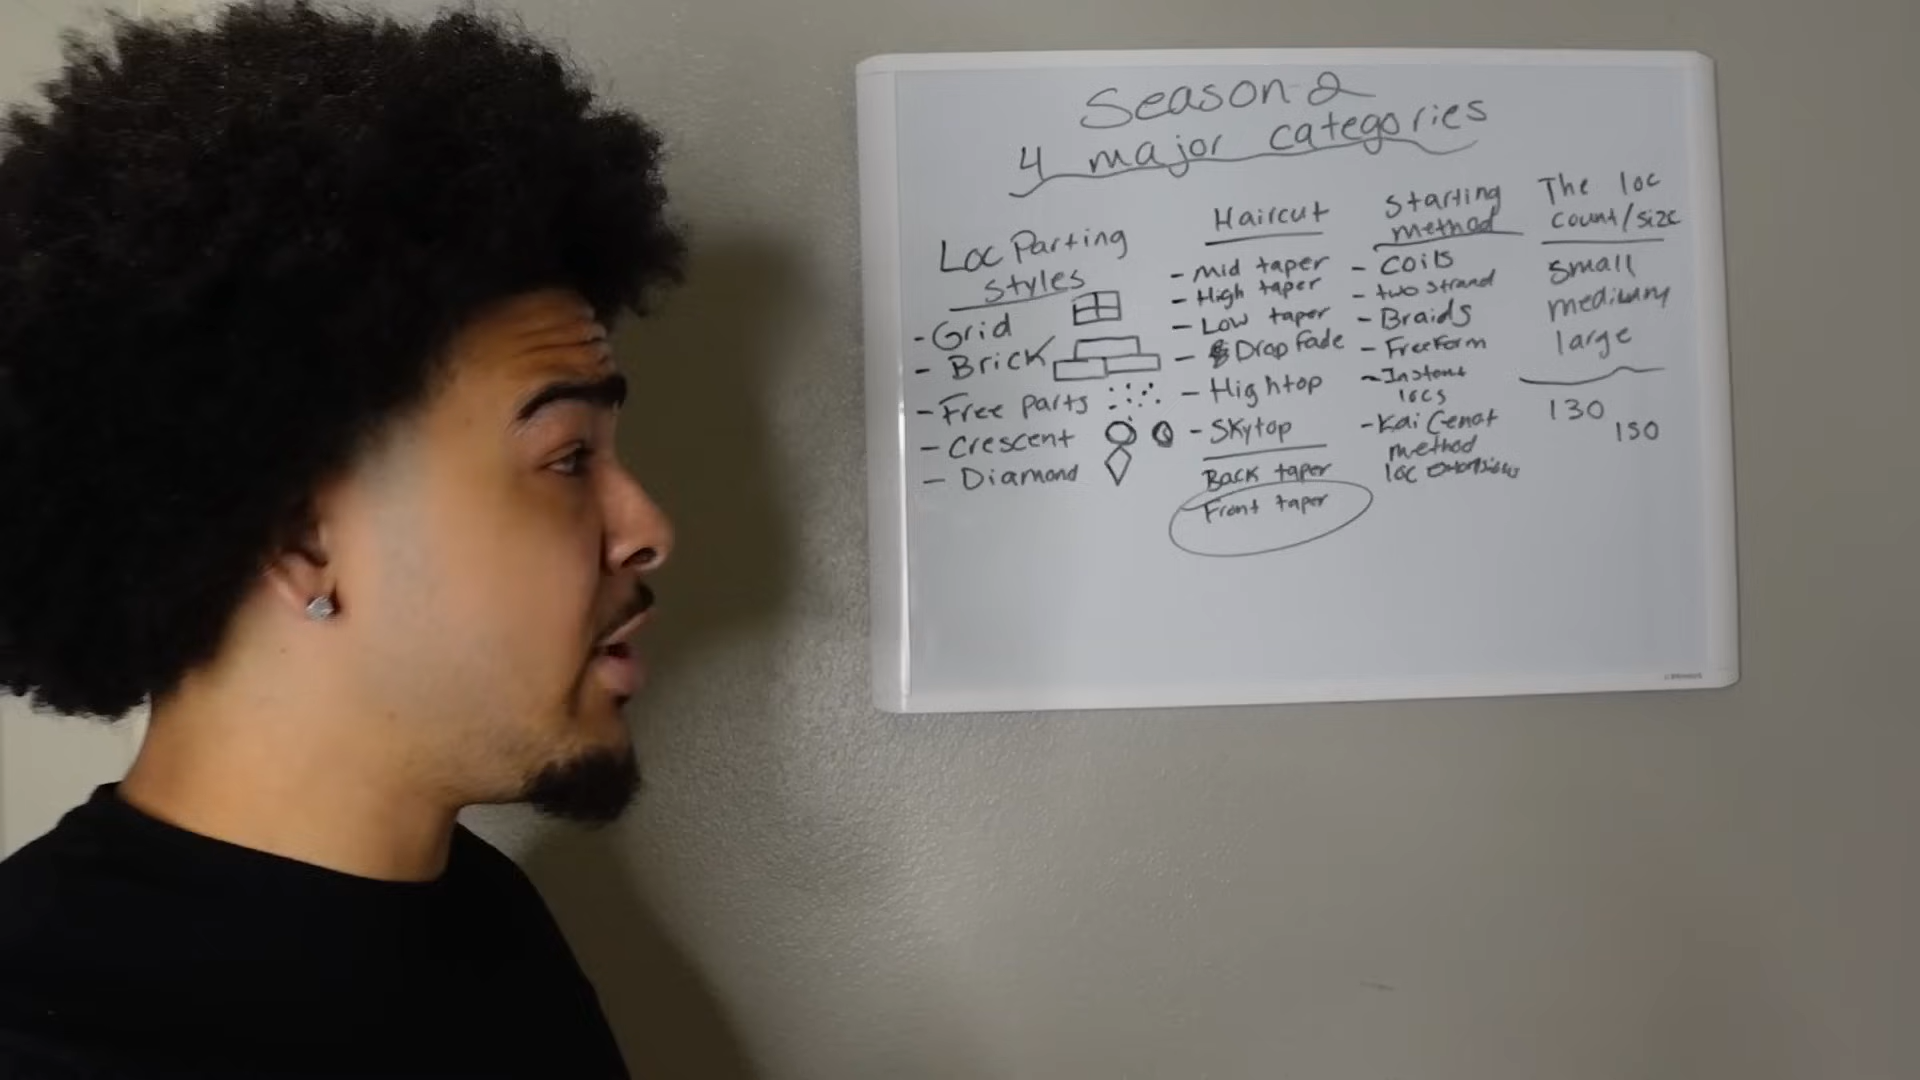 Season 2
4 major categories
Loc Parting
Styles
- Grid
- Brick
- Free parts
- Crescent
- Diamond
Haircut
- Mid taper
- High taper
- Low taper
- Drop fade
- Hightop
- Skytop
Back taper
Front taper
Starting
method
- Coils
- two strand
- Braids
- Freeform
- Instant
locs
- Kai Cenat
method
loc extensions
The loc
count/size
small
medium
large
130
150